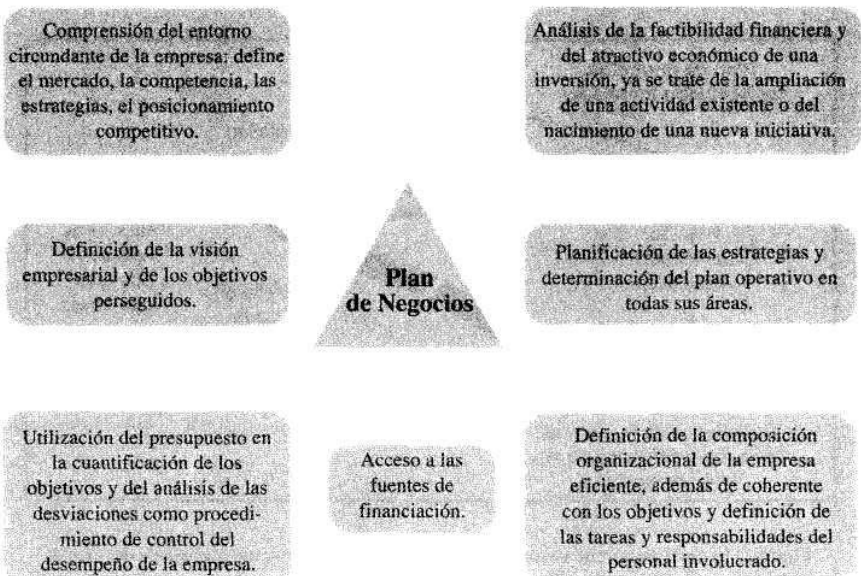 Comprensión del entorno
circundante de la empresa: define
el mercado, la competencia, las
estrategias, el posicionamiento
competitivo.
Análisis de la factibilidad financiera y
del atractivo económico de una
inversión, ya se trate de la ampliación
de una actividad existente o del
nacimiento de una nueva iniciativa.
Definición de la visión
empresarial y de los objetivos
perseguidos.
Plan
de Negocios
Planificación de las estrategias y
determinación del plan operativo en
todas sus áreas.
Utilización del presupuesto en
la cuantificación de los
objetivos y del análisis de las
desviaciones como procedi-
miento de control del
desempeño de la empresa.
Acceso a las
fuentes de
financiación.
Definición de la composición
organizacional de la empresa
eficiente, además de coherente
con los objetivos y definición de
las tareas y responsabilidades del
personal involucrado.